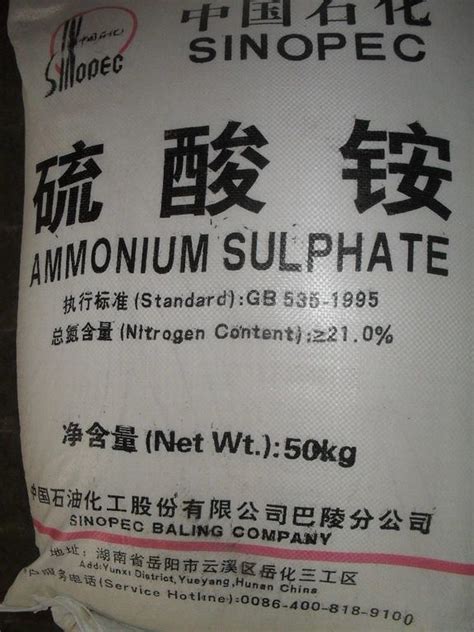 中国石化
中国石化
SINOPEC
SINOPEC
硫酸铵
AMMONIUM SULPHATE
执行标准(Standard):GB 535-1995
总氮含量(Nitrogen Content):≥21.0%
净含量(Net Wt.):50kg
中国石油化工股份有限公司巴陵分公司
SINOPEC BALING COMPANY
地址:湖南省岳阳市云溪区岳化三工区
Add:Yunxi District,Yueyang,Hunan China
务电话(Service Hotline):0086-400-818-9100